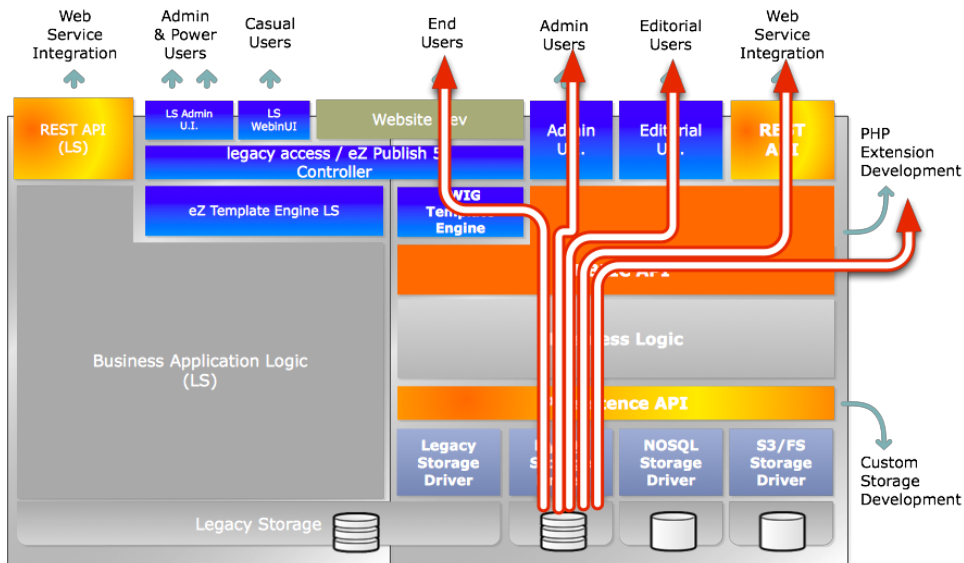 Web
Service
Integration
Admin
& Power
Users
Casual
Users
End
Users
Admin
Users
Editorial
Users
Web
Service
Integration
REST API
(LS)
LS Admin
U.I.
LS
WebinUI
Website
Admin
Editorial
REST
API
legacy access / eZ Publish 5
Controller
PHP
Extension
Development
eZ Template Engine LS
Template
Engine
API
Business Application Logic
(LS)
Logic
API
Legacy
Storage
Driver
NOSQL
Storage
Driver
S3/FS
Storage
Driver
Custom
Storage
Development
Legacy Storage